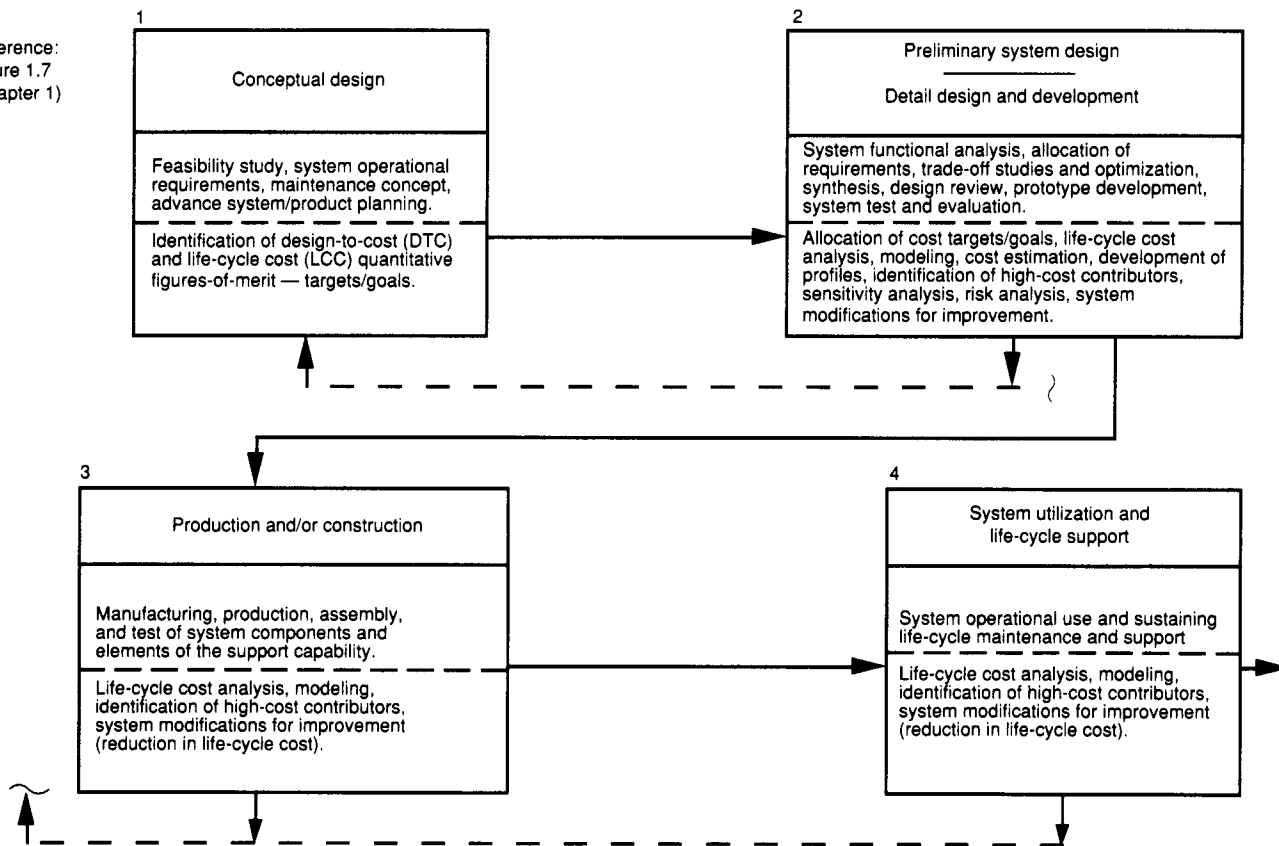 erence:
ure 1.7
apter 1)
1
Conceptual design
Feasibility study, system operational
requirements, maintenance concept,
advance system/product planning.
Identification of design-to-cost (DTC)
and life-cycle cost (LCC) quantitative
figures-of-merit — targets/goals.
2
Preliminary system design
Detail design and development
System functional analysis, allocation of
requirements, trade-off studies and optimization,
synthesis, design review, prototype development,
system test and evaluation.
Allocation of cost targets/goals, life-cycle cost
analysis, modeling, cost estimation, development of
profiles, identification of high-cost contributors,
sensitivity analysis, risk analysis, system
modifications for improvement.
3
Production and/or construction
Manufacturing, production, assembly,
and test of system components and
elements of the support capability.
Life-cycle cost analysis, modeling,
identification of high-cost contributors,
system modifications for improvement
(reduction in life-cycle cost).
4
System utilization and
life-cycle support
System operational use and sustaining
life-cycle maintenance and support
Life-cycle cost analysis, modeling,
identification of high-cost contributors,
system modifications for improvement
(reduction in life-cycle cost).